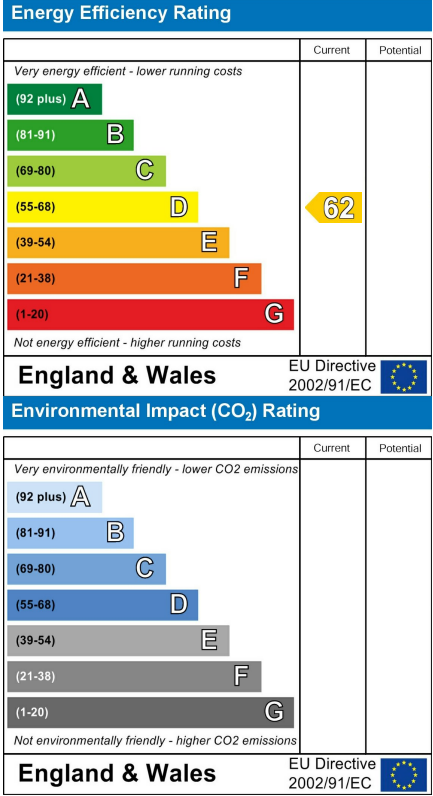 Energy Efficiency Rating
Current Potential
Very energy efficient - lower running costs
(92 plus) A
(81-91) B
(69-80) C
(55-68) D 62
(39-54) E
(21-38) F
(1-20) G
Not energy efficient - higher running costs
England & Wales
EU Directive
2002/91/EC
Environmental Impact (CO₂) Rating
Current Potential
Very environmentally friendly - lower CO2 emissions
(92 plus) A
(81-91) B
(69-80) C
(55-68) D
(39-54) E
(21-38) F
(1-20) G
Not environmentally friendly - higher CO2 emissions
England & Wales
EU Directive
2002/91/EC